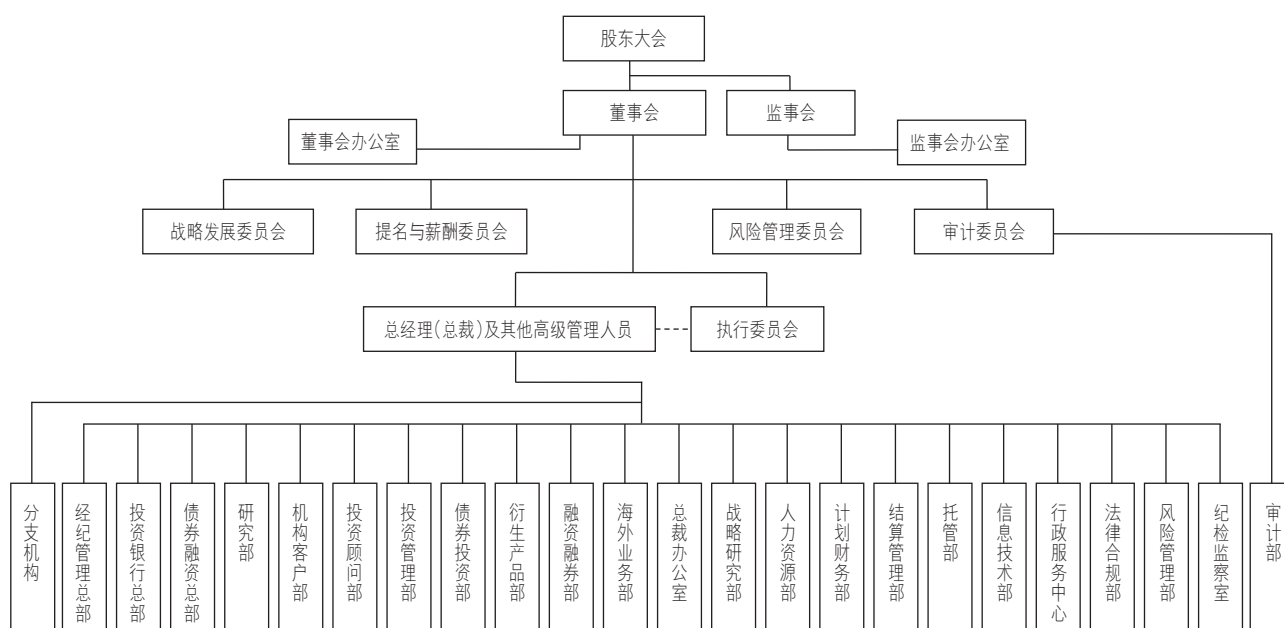 股东大会
董事会
监事会
董事会办公室
监事会办公室
战略发展委员会
提名与薪酬委员会
风险管理委员会
审计委员会
总经理(总裁)及其他高级管理人员
执行委员会
分支机构
经纪管理总部
投资银行总部
债券融资总部
研究部
机构客户部
投资顾问部
投资管理部
债券投资部
衍生产品部
融资融券部
海外业务部
总裁办公室
战略研究部
人力资源部
计划财务部
结算管理部
托管部
信息技术部
行政服务中心
法律合规部
风险管理部
纪检监察室
审计部